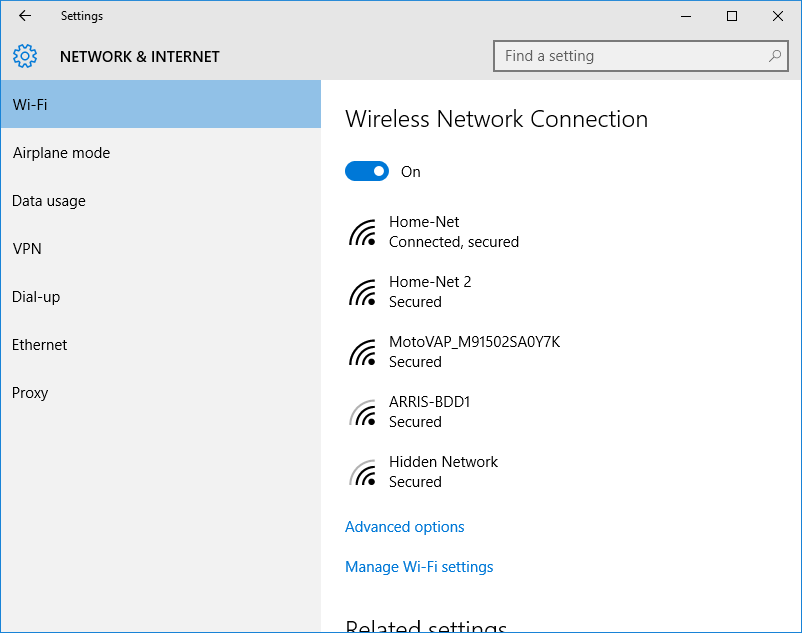 Settings
NETWORK & INTERNET
Find a setting
Wi-Fi
Airplane mode
Data usage
VPN
Dial-up
Ethernet
Proxy
Wireless Network Connection
On
Home-Net
Connected, secured
Home-Net 2
Secured
MotoVAP_M91502SA0Y7K
Secured
ARRIS-BDD1
Secured
Hidden Network
Secured
Advanced options
Manage Wi-Fi settings
Related settings